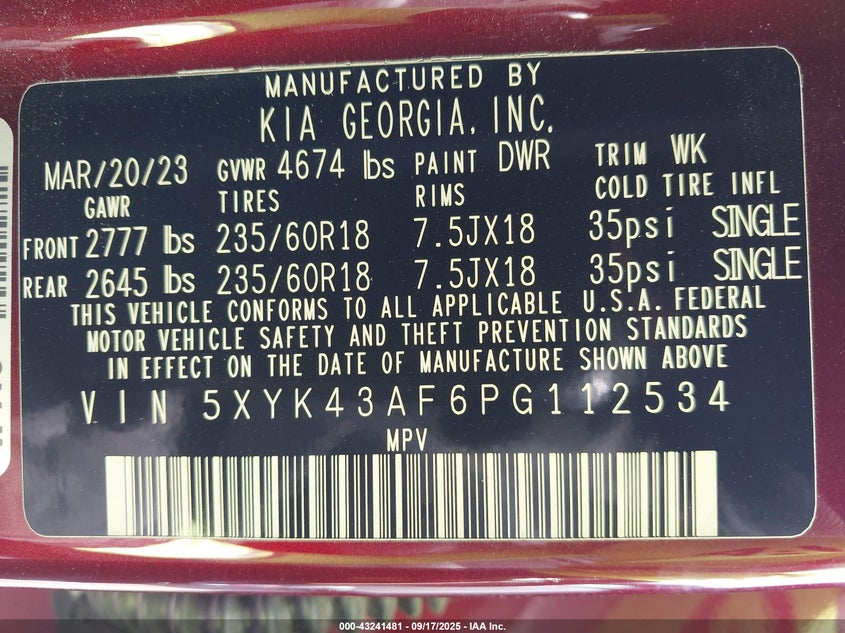 MANUFACTURED BY
KIA GEORGIA, INC.
MAR/20/23 GVWR 4674 lbs PAINT DWR TRIM WK
GAWR TIRES RIMS COLD TIRE INFL
FRONT 2777 lbs 235/60R18 7.5JX18 35psi SINGLE
REAR 2645 lbs 235/60R18 7.5JX18 35psi SINGLE
THIS VEHICLE CONFORMS TO ALL APPLICABLE U.S.A. FEDERAL
MOTOR VEHICLE SAFETY AND THEFT PREVENTION STANDARDS
IN EFFECT ON THE DATE OF MANUFACTURE SHOWN ABOVE
VIN 5XYK43AF6PG112534
MPV
000-43241481 - 09/17/2025 - IAA Inc.